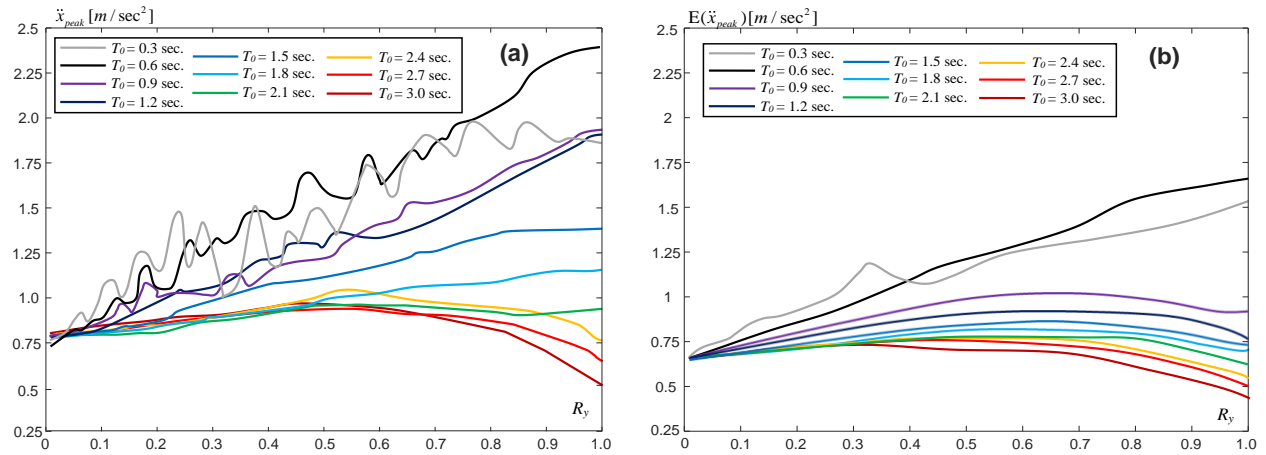 ẍ_peak [m/sec²]
(a)
T₀ = 0.3 sec.
T₀ = 0.6 sec.
T₀ = 0.9 sec.
T₀ = 1.2 sec.
T₀ = 1.5 sec.
T₀ = 1.8 sec.
T₀ = 2.1 sec.
T₀ = 2.4 sec.
T₀ = 2.7 sec.
T₀ = 3.0 sec.
2.5
2.25
2.0
1.75
1.5
1.25
1.0
0.75
0.5
0.25
R_y
0 0.1 0.2 0.3 0.4 0.5 0.6 0.7 0.8 0.9 1.0
E(ẍ_peak)[m/sec²]
(b)
T₀ = 0.3 sec.
T₀ = 0.6 sec.
T₀ = 0.9 sec.
T₀ = 1.2 sec.
T₀ = 1.5 sec.
T₀ = 1.8 sec.
T₀ = 2.1 sec.
T₀ = 2.4 sec.
T₀ = 2.7 sec.
T₀ = 3.0 sec.
2.5
2.25
2.0
1.75
1.5
1.25
1.0
0.75
0.5
0.25
R_y
0 0.1 0.2 0.3 0.4 0.5 0.6 0.7 0.8 0.9 1.0